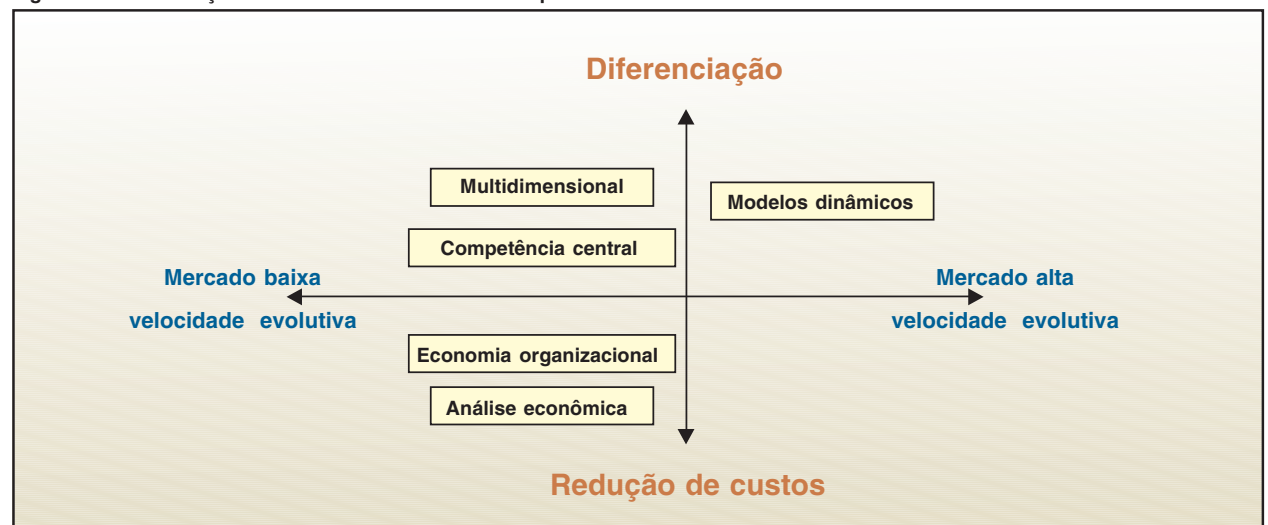 Diferenciação
Multidimensional
Modelos dinâmicos
Competência central
Mercado baixa
velocidade evolutiva
Mercado alta
velocidade evolutiva
Economia organizacional
Análise econômica
Redução de custos